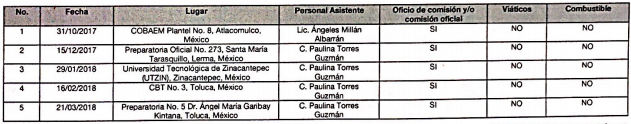 No. Fecha Lugar Personal Asistente Oficio de comisión y/o comisión oficial Viáticos Combustible
1 31/10/2017 COBAEM Plantel No. 8, Atlacomulco, México Lic. Ángeles Millán Albarrán SI NO NO
2 15/12/2017 Preparatoria Oficial No. 273, Santa María Tarasquillo, Lerma, México C. Paulina Torres Guzmán SI NO NO
3 29/01/2018 Universidad Tecnológica de Zinacantepec (UTZIN), Zinacantepec, México C. Paulina Torres Guzmán SI NO NO
4 16/02/2018 CBT No. 3, Toluca, México C. Paulina Torres Guzmán SI NO NO
5 21/03/2018 Preparatoria No. 5 Dr. Ángel María Garibay Kintana, Toluca, México C. Paulina Torres Guzmán SI NO NO